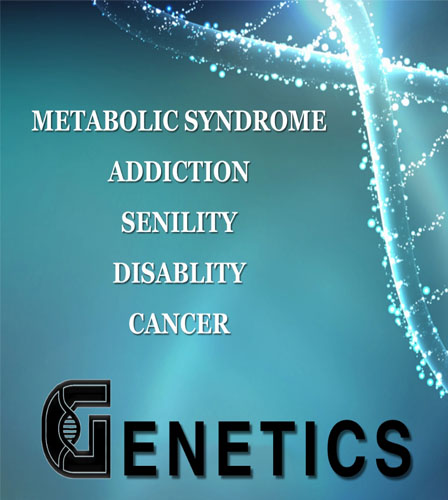 METABOLIC SYNDROME
ADDICTION
SENILITY
DISABLITY
CANCER
GENETICS